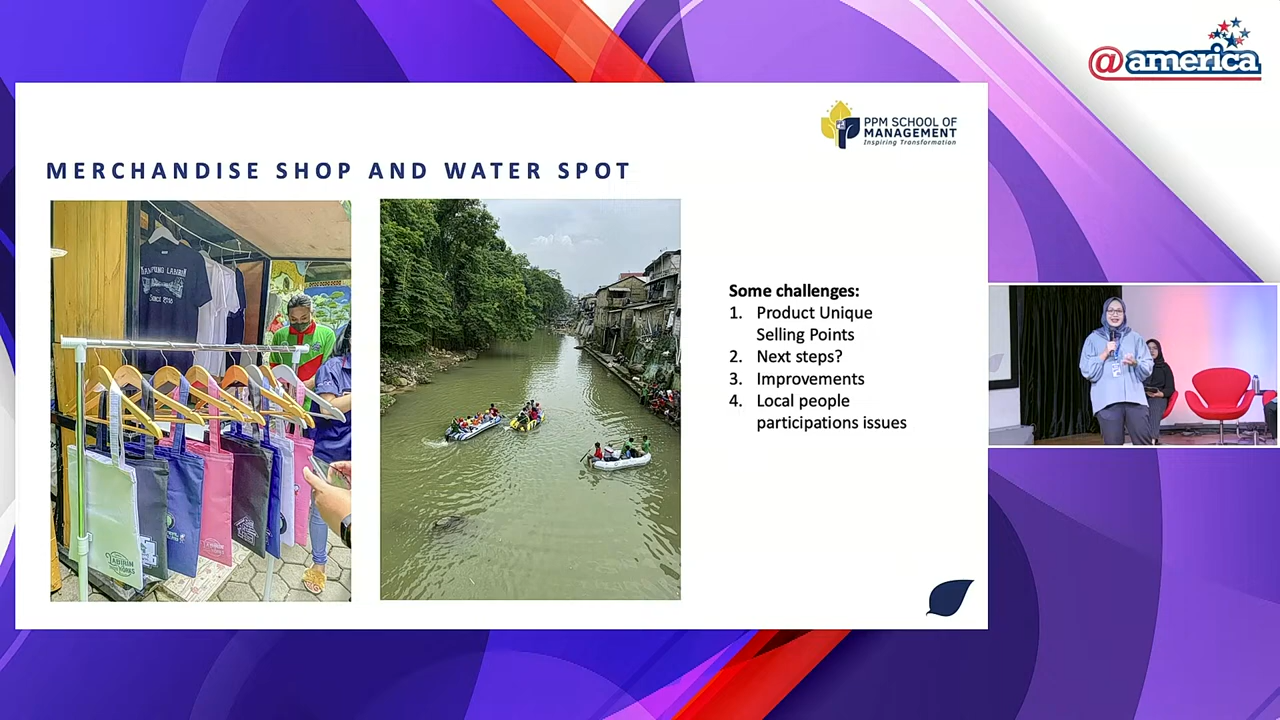 @america
PPM SCHOOL OF
MANAGEMENT
Inspiring Transformation
MERCHANDISE SHOP AND WATER SPOT
Some challenges:
1. Product Unique
Selling Points
2. Next steps?
3. Improvements
4. Local people
participations issues
LABIRIN